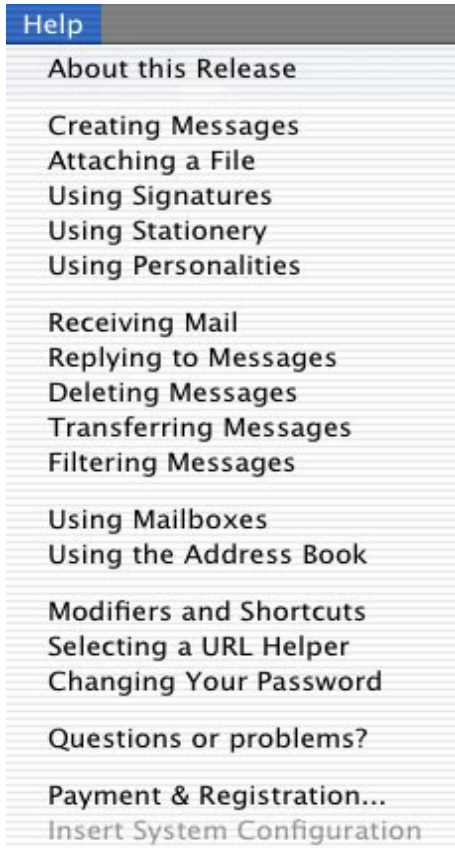 Help
About this Release
Creating Messages
Attaching a File
Using Signatures
Using Stationery
Using Personalities
Receiving Mail
Replying to Messages
Deleting Messages
Transferring Messages
Filtering Messages
Using Mailboxes
Using the Address Book
Modifiers and Shortcuts
Selecting a URL Helper
Changing Your Password
Questions or problems?
Payment & Registration...
Insert System Configuration